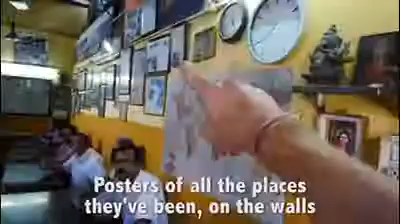 Posters of all the places
they've been, on the walls